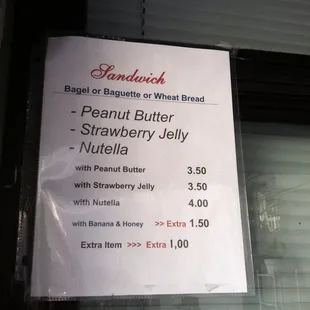 Sandwich
Bagel or Baguette or Wheat Bread
- Peanut Butter
- Strawberry Jelly
- Nutella
with Peanut Butter 3.50
with Strawberry Jelly 3.50
with Nutella 4.00
with Banana & Honey >> Extra 1.50
Extra Item >>> Extra 1,00